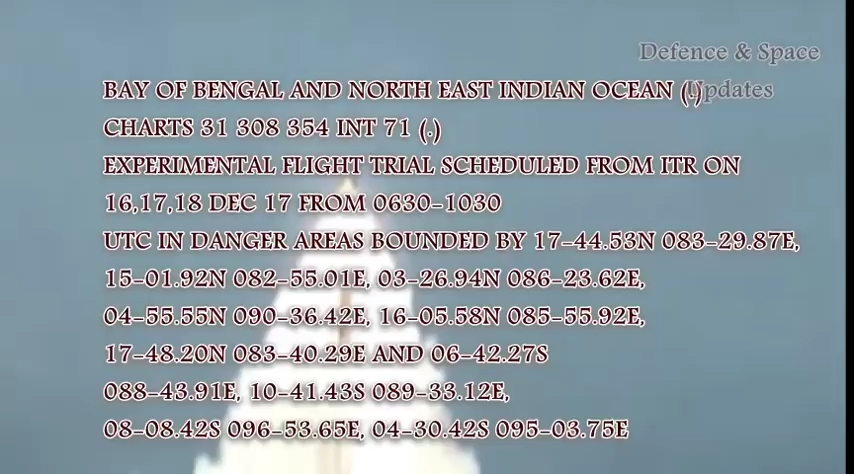 Defence & Space
Updates
BAY OF BENGAL AND NORTH EAST INDIAN OCEAN (.)
CHARTS 31 308 354 INT 71 (.)
EXPERIMENTAL FLIGHT TRIAL SCHEDULED FROM ITR ON
16,17,18 DEC 17 FROM 0630-1030
UTC IN DANGER AREAS BOUNDED BY 17-44.53N 083-29.87E,
15-01.92N 082-55.01E, 03-26.94N 086-23.62E,
04-55.55N 090-36.42E, 16-05.58N 085-55.92E,
17-48.20N 083-40.29E AND 06-42.27S
088-43.91E, 10-41.43S 089-33.12E,
08-08.42S 096-53.65E, 04-30.42S 095-03.75E